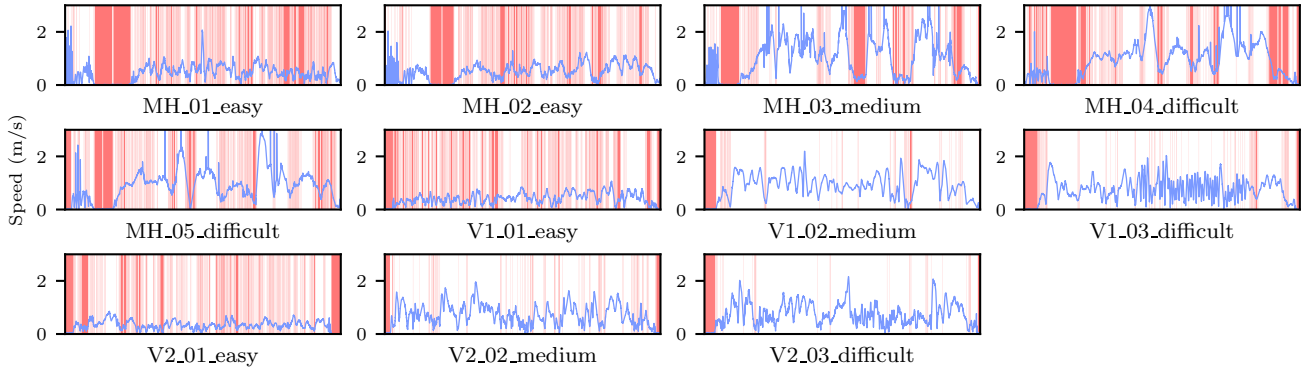 Speed (m/s)
2
0
MH_01_easy
2
0
MH_02_easy
2
0
MH_03_medium
2
0
MH_04_difficult
2
0
MH_05_difficult
2
0
V1_01_easy
2
0
V1_02_medium
2
0
V1_03_difficult
2
0
V2_01_easy
2
0
V2_02_medium
2
0
V2_03_difficult